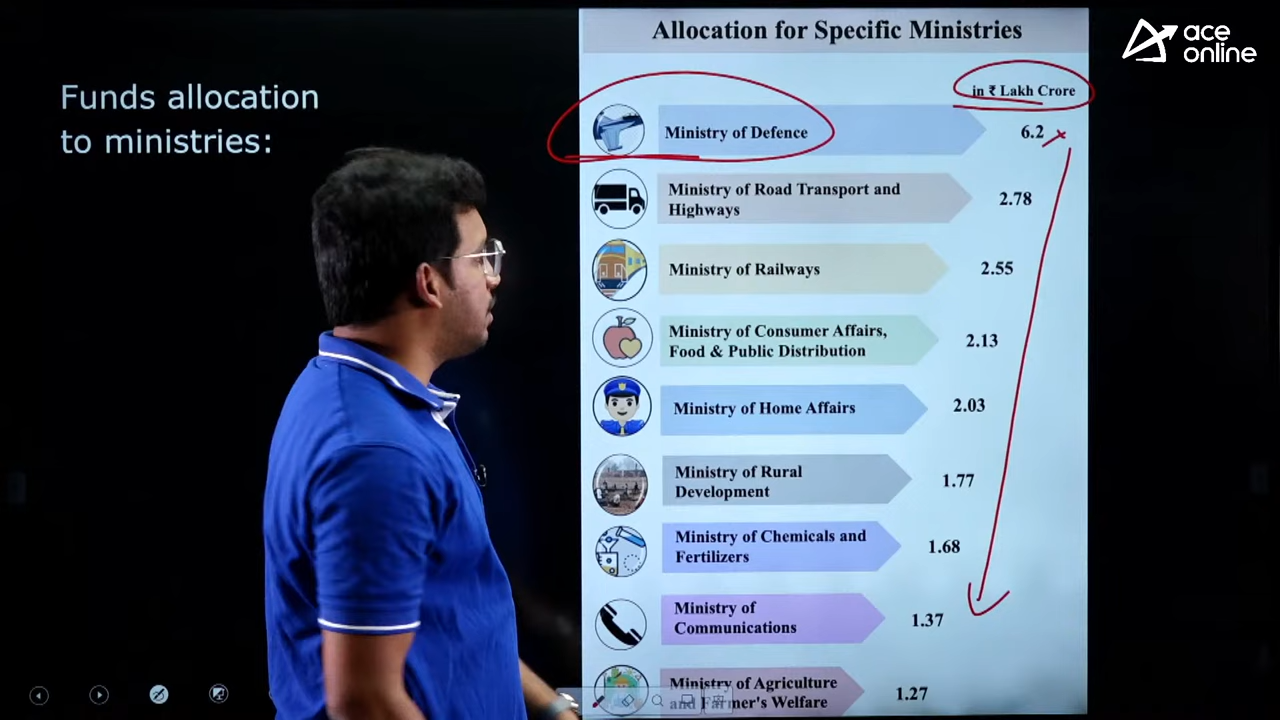 Allocation for Specific Ministries
ace
online
Funds allocation
to ministries:
in ₹ Lakh Crore
Ministry of Defence
6.2
Ministry of Road Transport and
Highways
2.78
Ministry of Railways
2.55
Ministry of Consumer Affairs,
Food & Public Distribution
2.13
Ministry of Home Affairs
2.03
Ministry of Rural
Development
1.77
Ministry of Chemicals and
Fertilizers
1.68
Ministry of
Communications
1.37
Ministry of Agriculture
and Farmer's Welfare
1.27